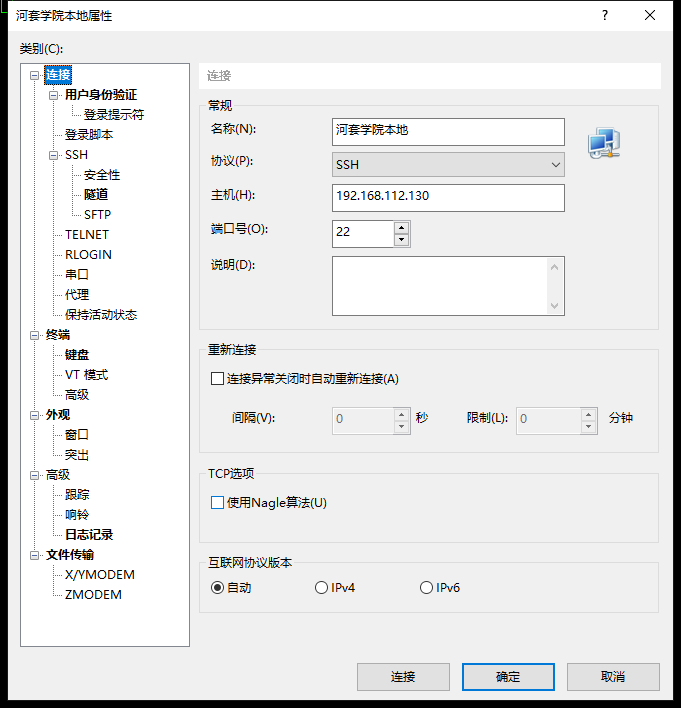 河套学院本地属性
?
类别(C):
连接
用户身份验证
登录提示符
登录脚本
SSH
安全性
隧道
SFTP
TELNET
RLOGIN
串口
代理
保持活动状态
终端
键盘
VT 模式
高级
外观
窗口
突出
高级
跟踪
响铃
日志记录
文件传输
X/YMODEM
ZMODEM
连接
常规
名称(N): 河套学院本地
协议(P): SSH
主机(H): 192.168.112.130
端口号(O): 22
说明(D):
重新连接
连接异常关闭时自动重新连接(A)
间隔(V): 0 秒 限制(L): 0 分钟
TCP选项
使用Nagle算法(U)
互联网协议版本
自动 IPv4 IPv6
连接 确定 取消